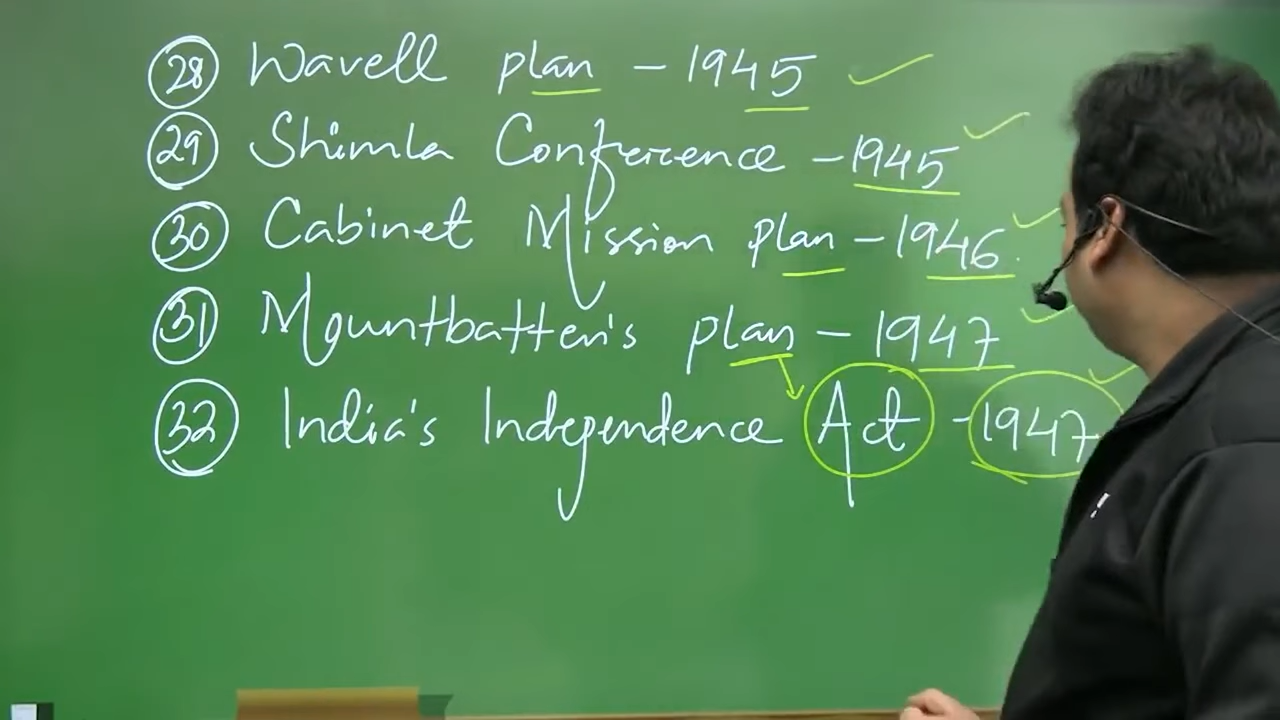 28 Wavell plan - 1945
29 Shimla Conference - 1945
30 Cabinet Mission plan - 1946.
31 Mountbatten's plan - 1947
32 India's Independence Act - 1947